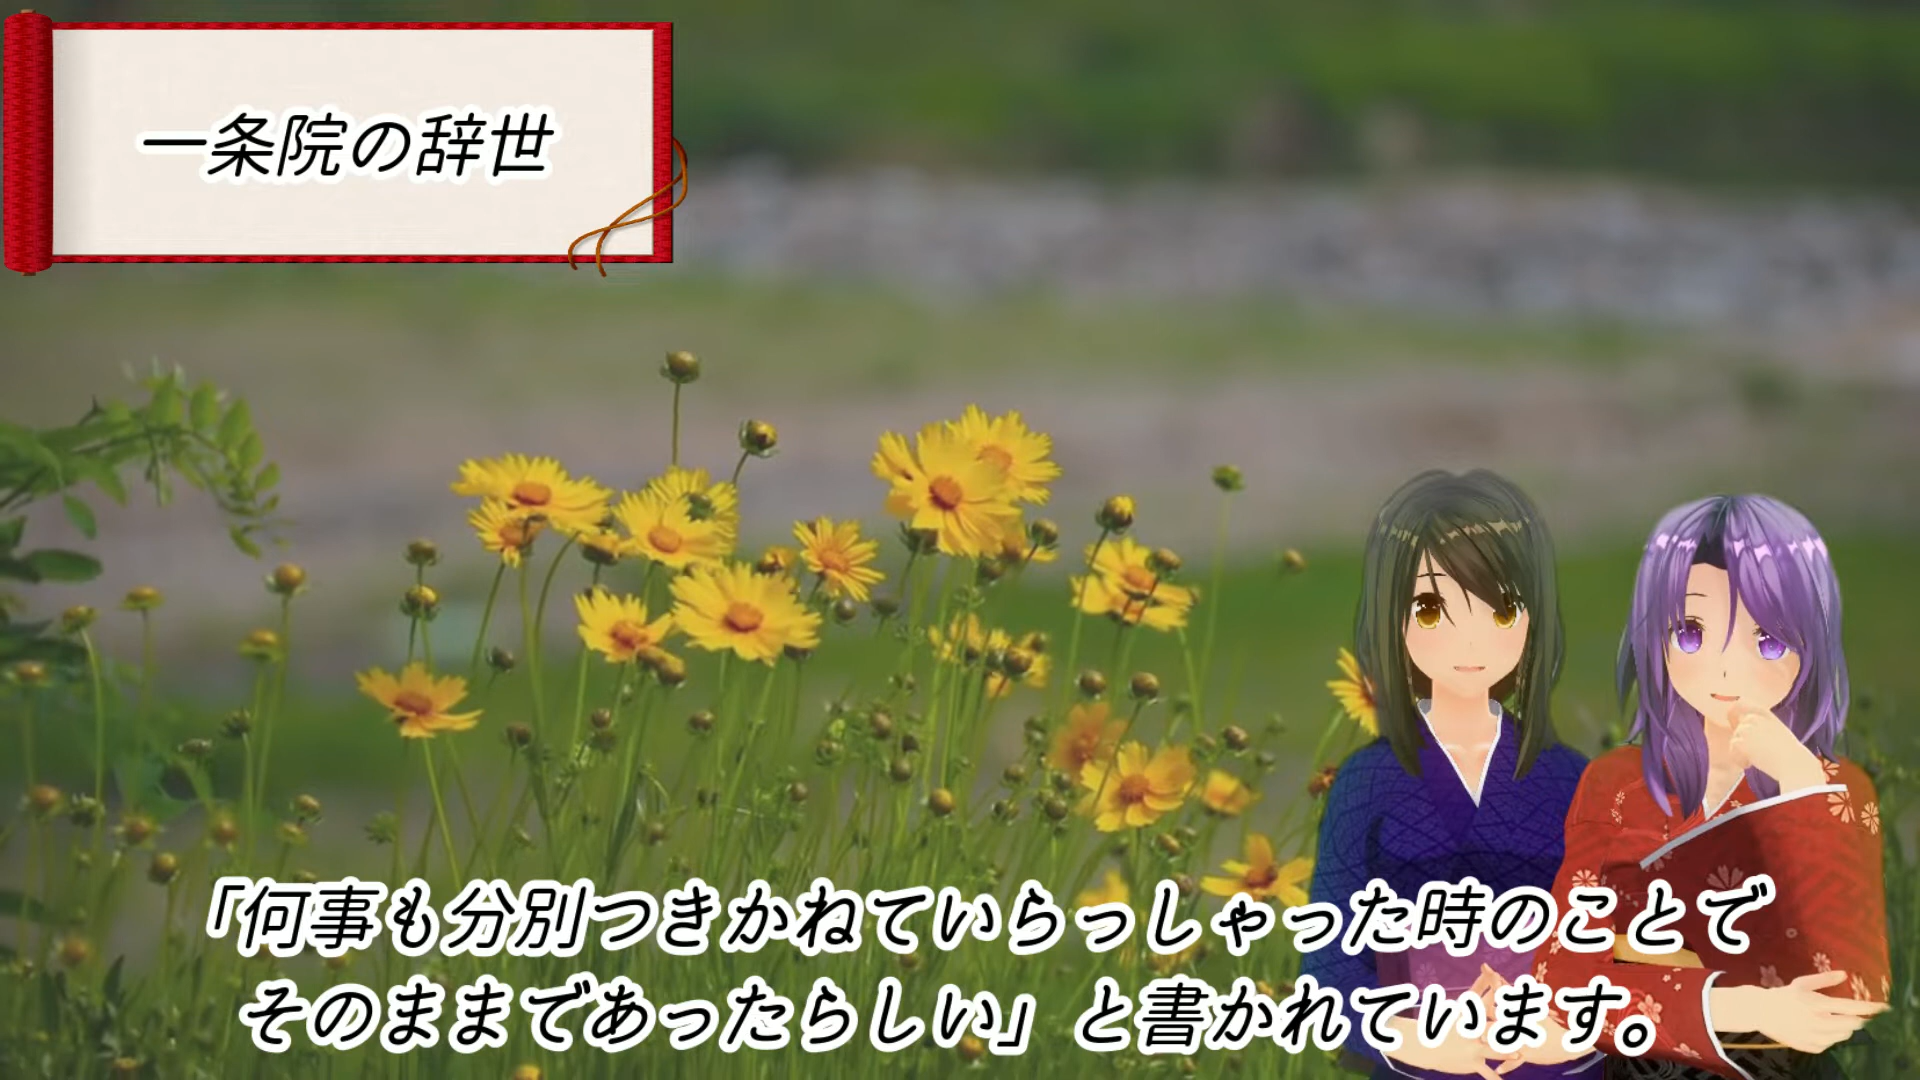 一条院の辞世
「何事も分別つきかねていらっしゃった時のことで
そのままであったらしい」と書かれています。